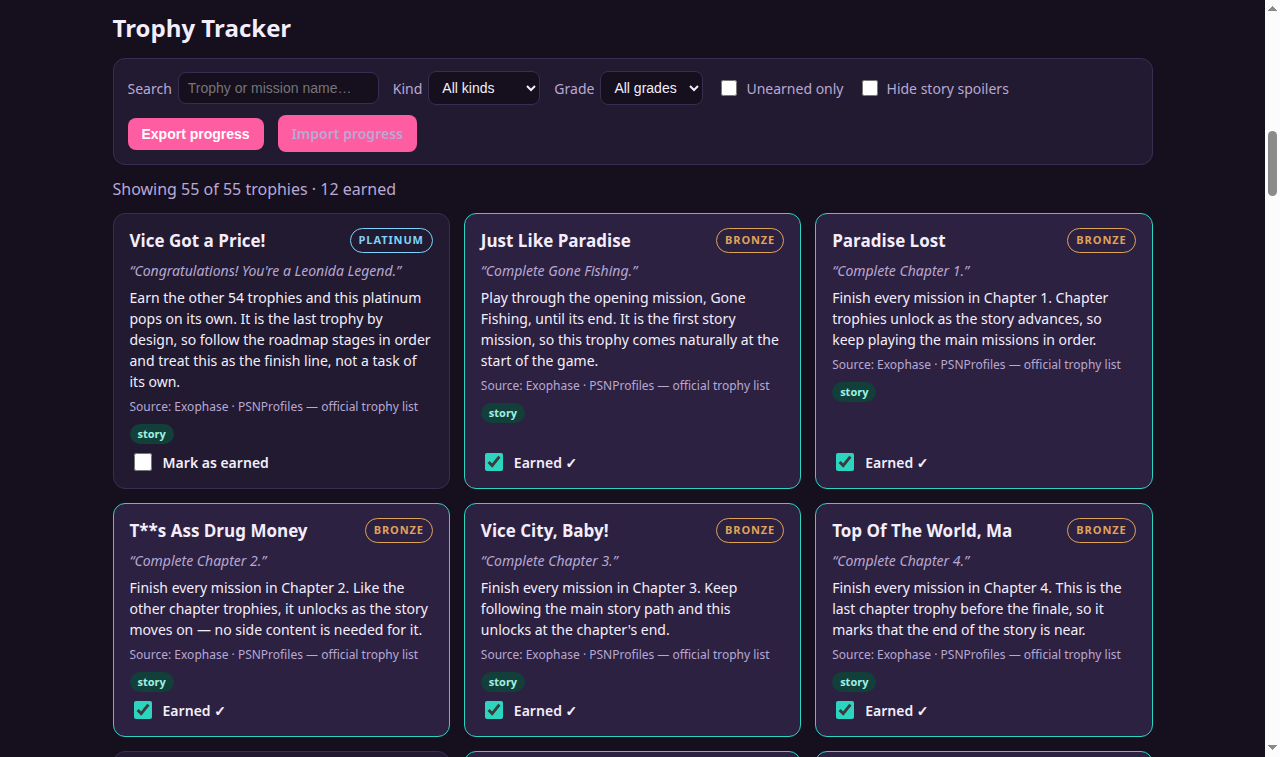 Trophy Tracker
Search Trophy or mission name… Kind All kinds Grade All grades Unearned only Hide story spoilers
Export progress Import progress
Showing 55 of 55 trophies · 12 earned
Vice Got a Price! PLATINUM
“Congratulations! You're a Leonida Legend.”
Earn the other 54 trophies and this platinum
pops on its own. It is the last trophy by
design, so follow the roadmap stages in order
and treat this as the finish line, not a task of
its own.
Source: Exophase · PSNProfiles — official trophy list
story
Mark as earned
Just Like Paradise BRONZE
“Complete Gone Fishing.”
Play through the opening mission, Gone
Fishing, until its end. It is the first story
mission, so this trophy comes naturally at the
start of the game.
Source: Exophase · PSNProfiles — official trophy list
story
Earned ✓
Paradise Lost BRONZE
“Complete Chapter 1.”
Finish every mission in Chapter 1. Chapter
trophies unlock as the story advances, so
keep playing the main missions in order.
Source: Exophase · PSNProfiles — official trophy list
story
Earned ✓
T**s Ass Drug Money BRONZE
“Complete Chapter 2.”
Finish every mission in Chapter 2. Like the
other chapter trophies, it unlocks as the story
moves on — no side content is needed for it.
Source: Exophase · PSNProfiles — official trophy list
story
Earned ✓
Vice City, Baby! BRONZE
“Complete Chapter 3.”
Finish every mission in Chapter 3. Keep
following the main story path and this
unlocks at the chapter's end.
Source: Exophase · PSNProfiles — official trophy list
story
Earned ✓
Top Of The World, Ma BRONZE
“Complete Chapter 4.”
Finish every mission in Chapter 4. This is the
last chapter trophy before the finale, so it
marks that the end of the story is near.
Source: Exophase · PSNProfiles — official trophy list
story
Earned ✓